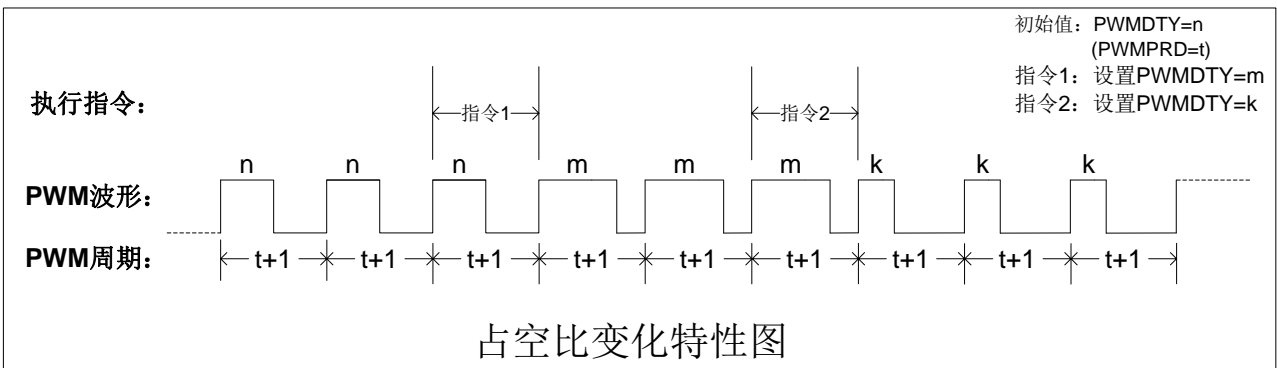 初始值：PWMDTY=n
(PWMPRD=t)
指令1：设置PWMDTY=m
指令2：设置PWMDTY=k
执行指令：
指令1
指令2
n n n m m m k k k
PWM波形：
PWM周期：
t+1 t+1 t+1 t+1 t+1 t+1 t+1 t+1 t+1
占空比变化特性图